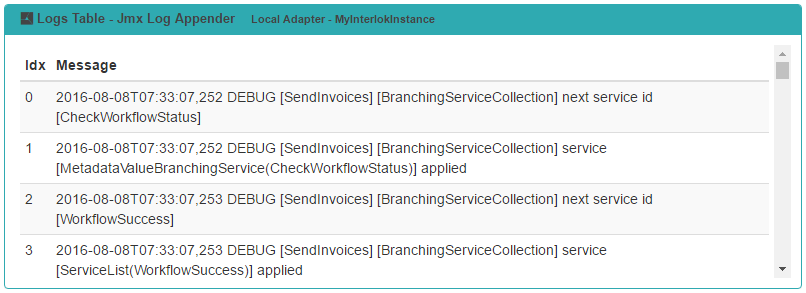 Logs Table - Jmx Log Appender Local Adapter - MyInterlokInstance
Idx Message
0 2016-08-08T07:33:07,252 DEBUG [SendInvoices] [BranchingServiceCollection] next service id
[CheckWorkflowStatus]
1 2016-08-08T07:33:07,252 DEBUG [SendInvoices] [BranchingServiceCollection] service
[MetadataValueBranchingService(CheckWorkflowStatus)] applied
2 2016-08-08T07:33:07,253 DEBUG [SendInvoices] [BranchingServiceCollection] next service id
[WorkflowSuccess]
3 2016-08-08T07:33:07,253 DEBUG [SendInvoices] [BranchingServiceCollection] service
[ServiceList(WorkflowSuccess)] applied